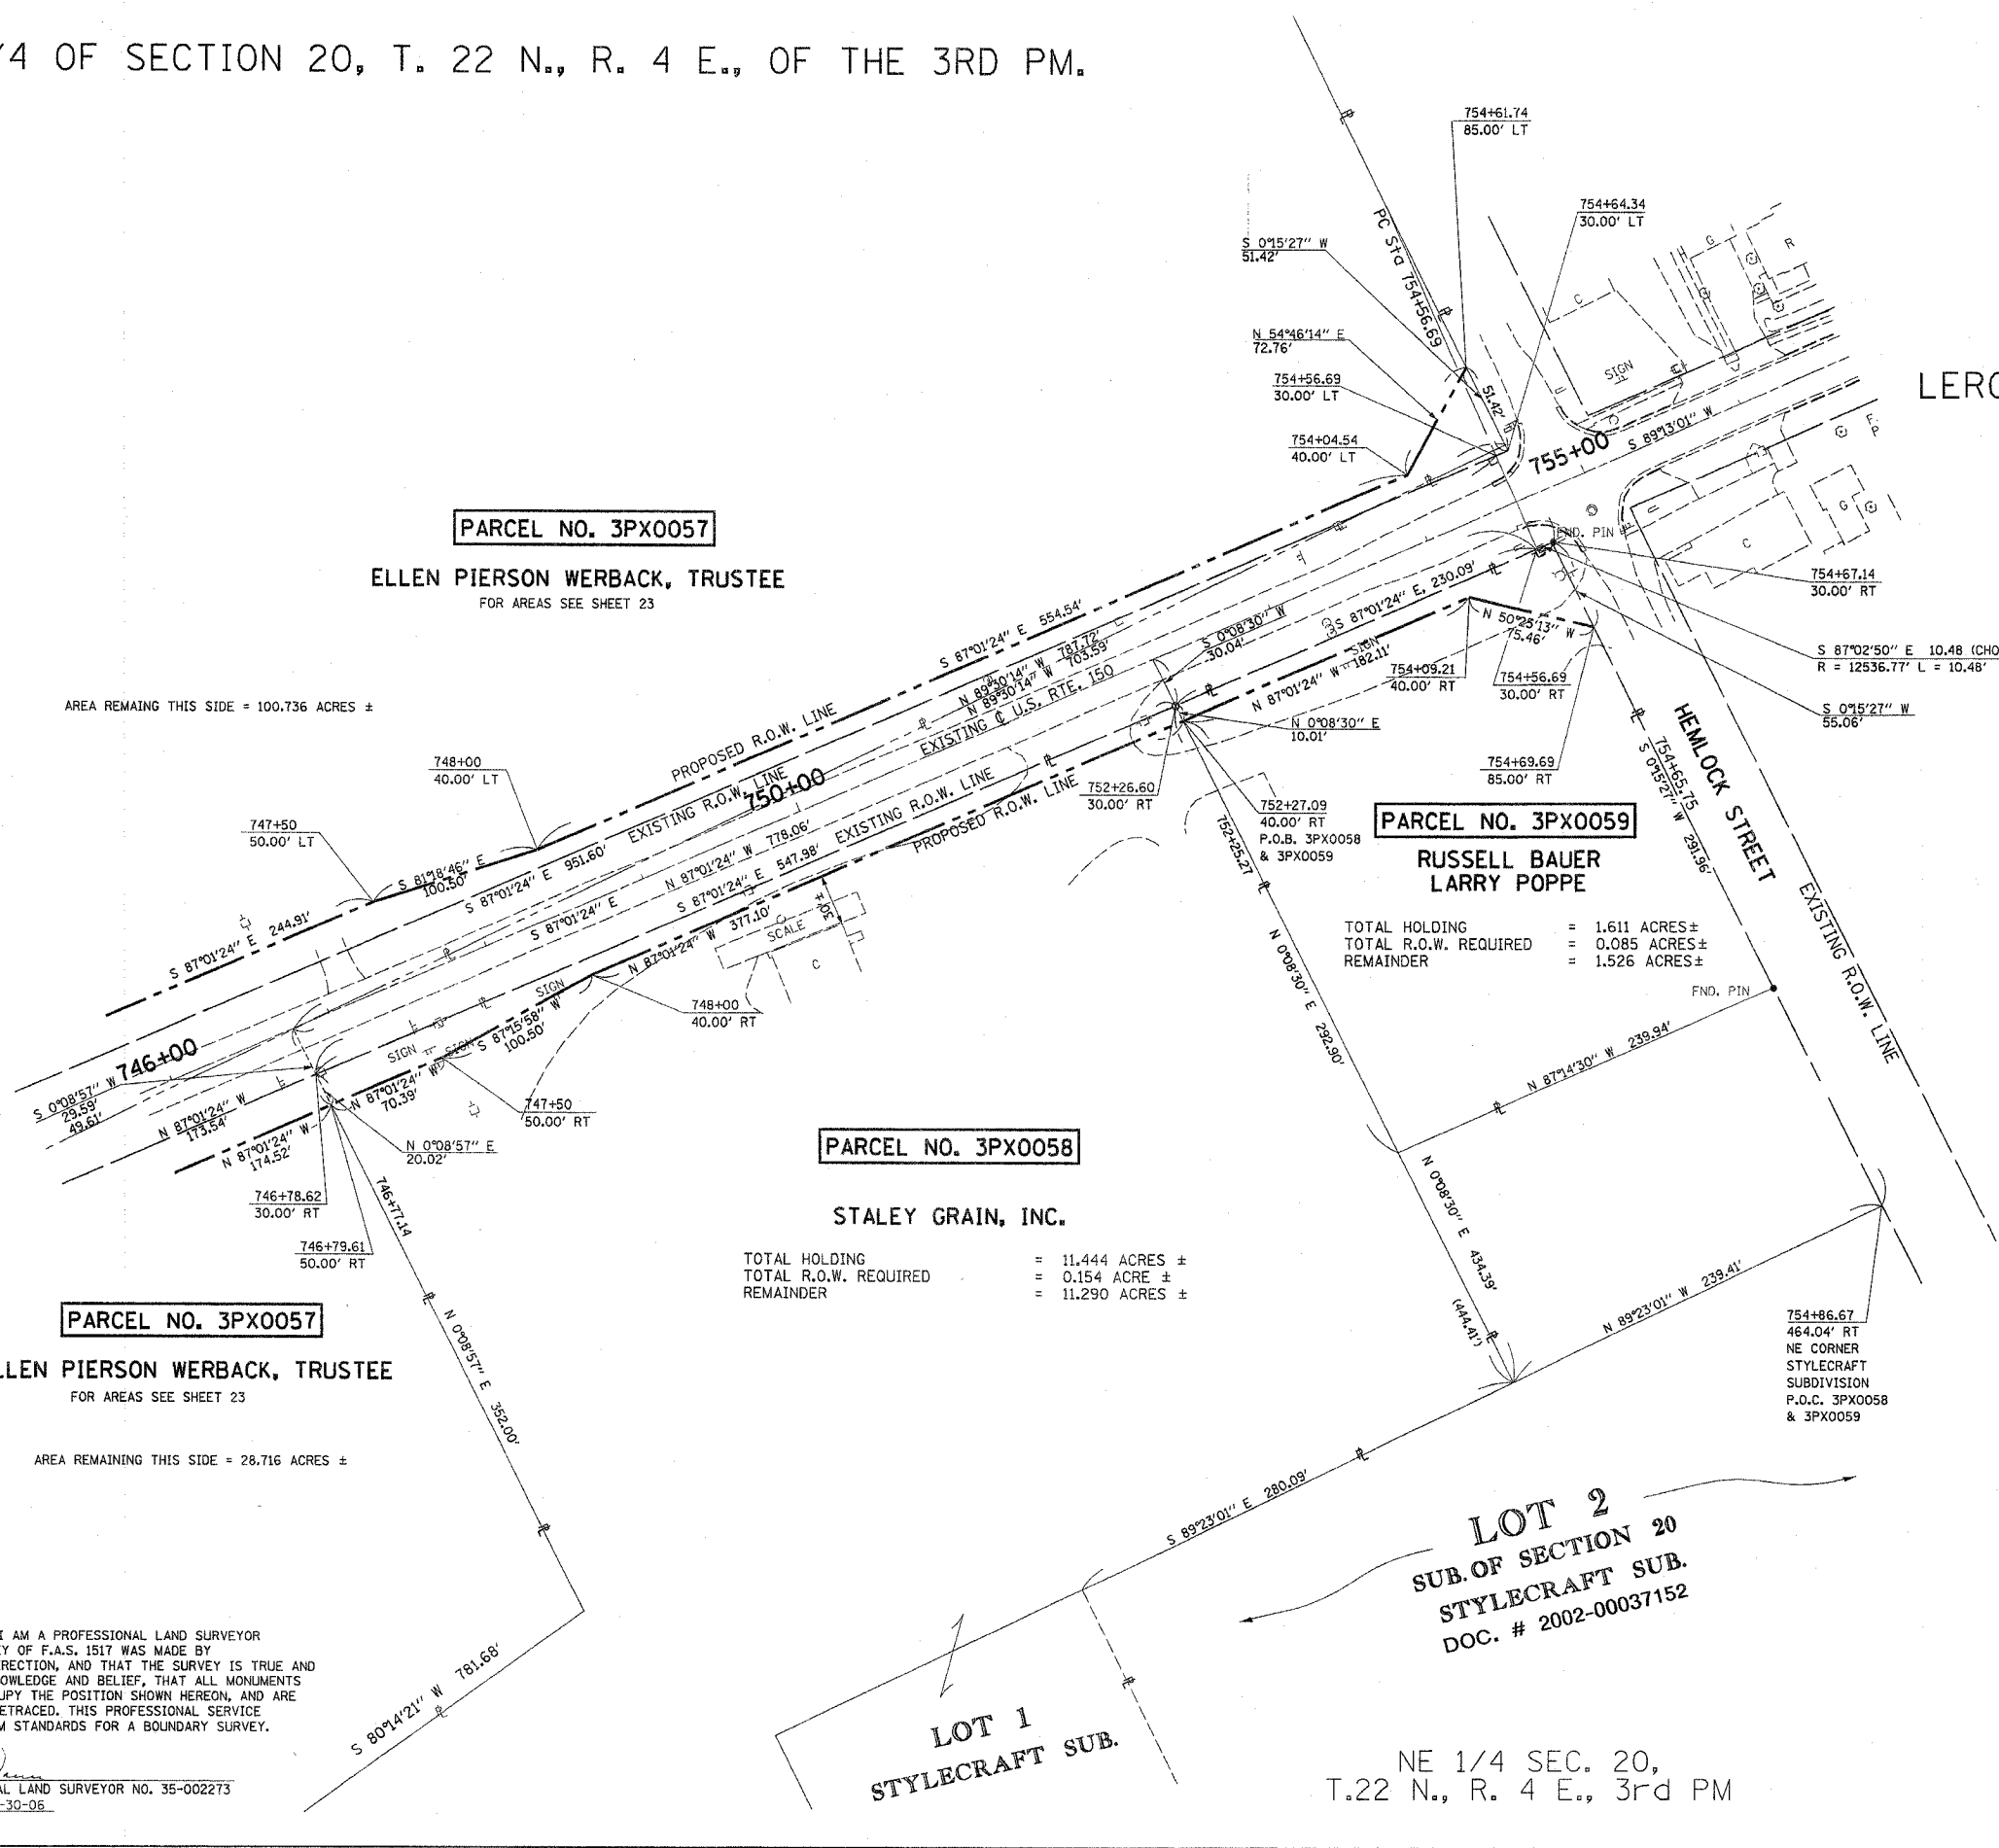 /4 OF SECTION 20, T. 22 N., R. 4 E., OF THE 3RD PM.
754+61.74
85.00' LT
754+64.34
30.00' LT
S 0°15'27" W
51.42'
PC Sta 754+56.69
N 54°46'14" E
72.76'
754+56.69
30.00' LT
754+04.54
40.00' LT
51.42'
G
R
C
SIGN
LERO
755+00
S 89°13'01" W
PARCEL NO. 3PX0057
ELLEN PIERSON WERBACK, TRUSTEE
FOR AREAS SEE SHEET 23
AREA REMAING THIS SIDE = 100.736 ACRES ±
FND. PIN
C
G
F.
P
754+67.14
30.00' RT
S 87°02'50" E 10.48 (CHO
R = 12536.77' L = 10.48'
S 0°15'27" W
55.06'
S 87°01'24" E 554.54'
N 89°30'14" W 787.72'
N 89°30'14" W 703.59'
EXISTING ℄ U.S. RTE. 150
S 0°08'30" W
30.04'
S 87°01'24" E, 230.09'
SIGN
N 87°01'24" W 182.11'
N 50°25'13" W
75.46'
754+09.21
40.00' RT
754+56.69
30.00' RT
N 0°08'30" E
10.01'
754+69.69
85.00' RT
752+26.60
30.00' RT
752+27.09
40.00' RT
P.O.B. 3PX0058
& 3PX0059
752+25.27
PROPOSED R.O.W. LINE
748+00
40.00' LT
747+50
50.00' LT
EXISTING R.O.W. LINE
750+00
S 81°18'46" E
100.50'
S 87°01'24" E 951.60'
N 87°01'24" W 778.06'
S 87°01'24" E
S 87°01'24" E 547.98'
EXISTING R.O.W. LINE
PROPOSED R.O.W. LINE
S 87°01'24" E 244.91'
N 87°01'24" W 377.10'
30'±
SCALE
C
PARCEL NO. 3PX0059
RUSSELL BAUER
LARRY POPPE
TOTAL HOLDING = 1.611 ACRES±
TOTAL R.O.W. REQUIRED = 0.085 ACRES±
REMAINDER = 1.526 ACRES±
HEMLOCK STREET
754+65.75
S 0°15'27" W 291.96'
EXISTING R.O.W. LINE
FND. PIN
N 0°08'30" E 292.90'
N 87°14'30" W 239.94'
746+00
S 0°08'57" W
29.59'
49.61'
N 87°01'24" W
173.54'
N 87°01'24" W
174.52'
SIGN
SIGN
SIGN
S 87°15'58" W
100.50'
N 87°01'24" W
70.39'
748+00
40.00' RT
747+50
50.00' RT
N 0°08'57" E
20.02'
746+78.62
30.00' RT
746+79.61
50.00' RT
746+77.14
PARCEL NO. 3PX0058
STALEY GRAIN, INC.
TOTAL HOLDING = 11.444 ACRES ±
TOTAL R.O.W. REQUIRED = 0.154 ACRE ±
REMAINDER = 11.290 ACRES ±
N 0°08'30" E 434.39'
(444.41')
N 89°23'01" W 239.41'
754+86.67
464.04' RT
NE CORNER
STYLECRAFT
SUBDIVISION
P.O.C. 3PX0058
& 3PX0059
PARCEL NO. 3PX0057
LLEN PIERSON WERBACK, TRUSTEE
FOR AREAS SEE SHEET 23
AREA REMAINING THIS SIDE = 28.716 ACRES ±
N 0°08'57" E 352.00'
S 89°23'01" E 280.09'
LOT 2
SUB. OF SECTION 20
STYLECRAFT SUB.
DOC. # 2002-00037152
S 80°14'21" W 781.68'
LOT 1
STYLECRAFT SUB.
I AM A PROFESSIONAL LAND SURVEYOR
Y OF F.A.S. 1517 WAS MADE BY
RECTION, AND THAT THE SURVEY IS TRUE AND
OWLEDGE AND BELIEF, THAT ALL MONUMENTS
UPY THE POSITION SHOWN HEREON, AND ARE
ETRACED. THIS PROFESSIONAL SERVICE
M STANDARDS FOR A BOUNDARY SURVEY.
AL LAND SURVEYOR NO. 35-002273
-30-06
NE 1/4 SEC. 20,
T.22 N., R. 4 E., 3rd PM